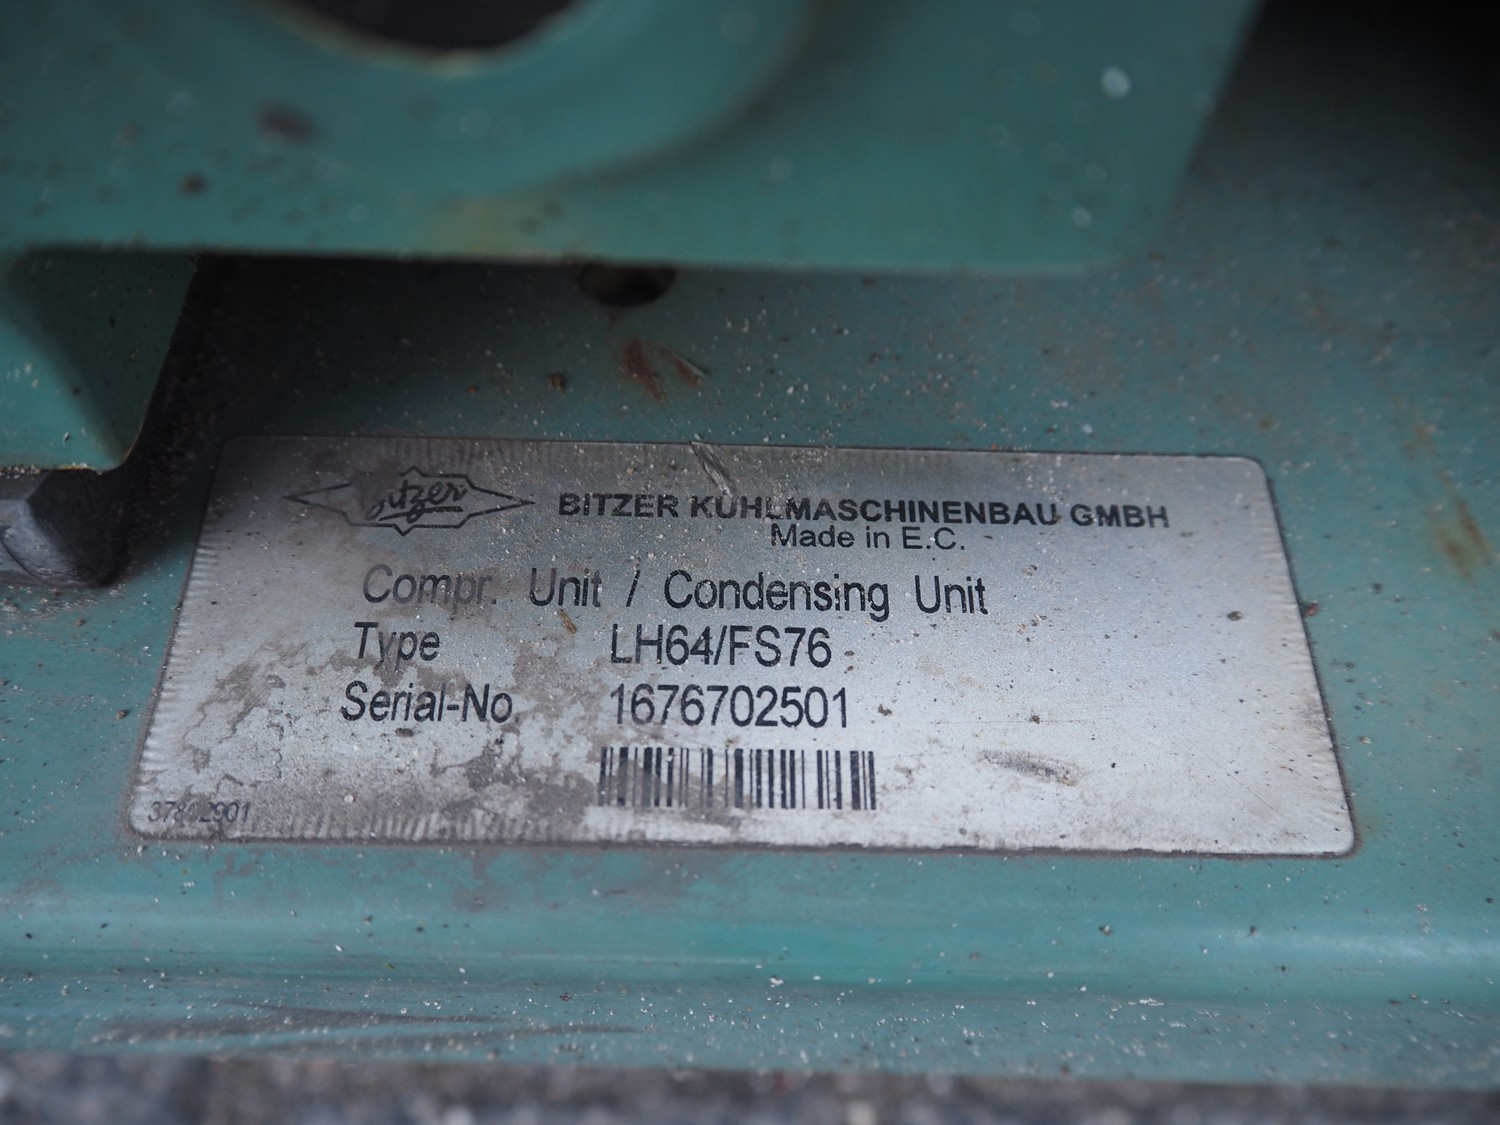 Bitzer
BITZER KÜHLMASCHINENBAU GMBH
Made in E.C.
Compr. Unit / Condensing Unit
Type LH64/FS76
Serial-No 1676702501